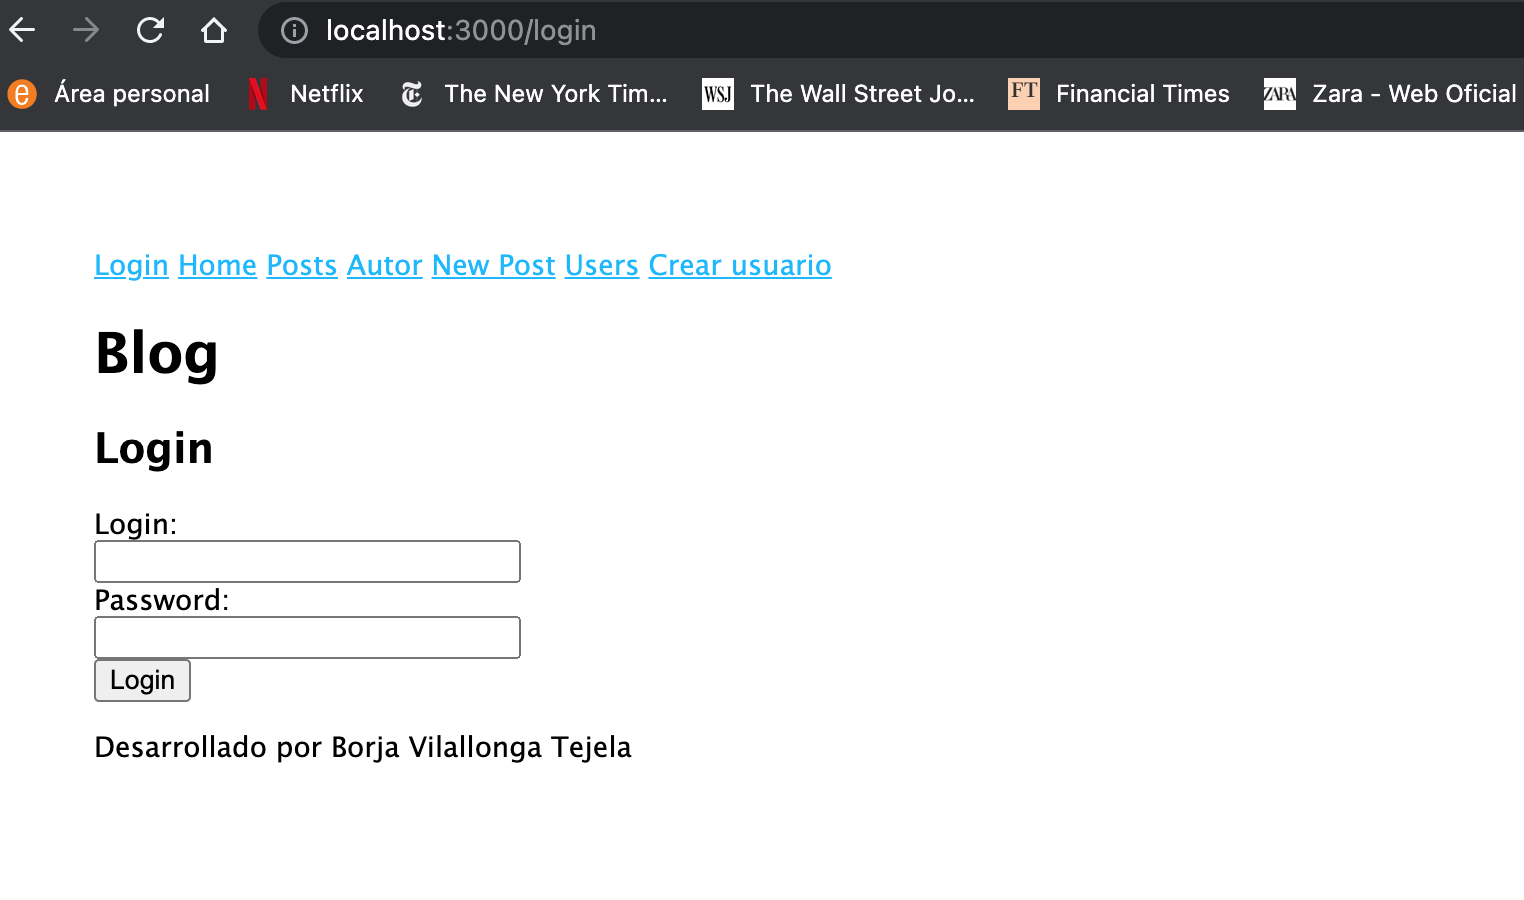 localhost:3000/login
e Área personal N Netflix T The New York Tim... WSJ The Wall Street Jo... FT Financial Times ZARA Zara - Web Oficial
Login Home Posts Autor New Post Users Crear usuario
Blog
Login
Login:
Password:
Login
Desarrollado por Borja Vilallonga Tejela